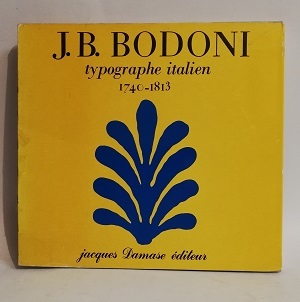 J.B. BODONI
typographe italien
1740-1813
jacques Damase éditeur